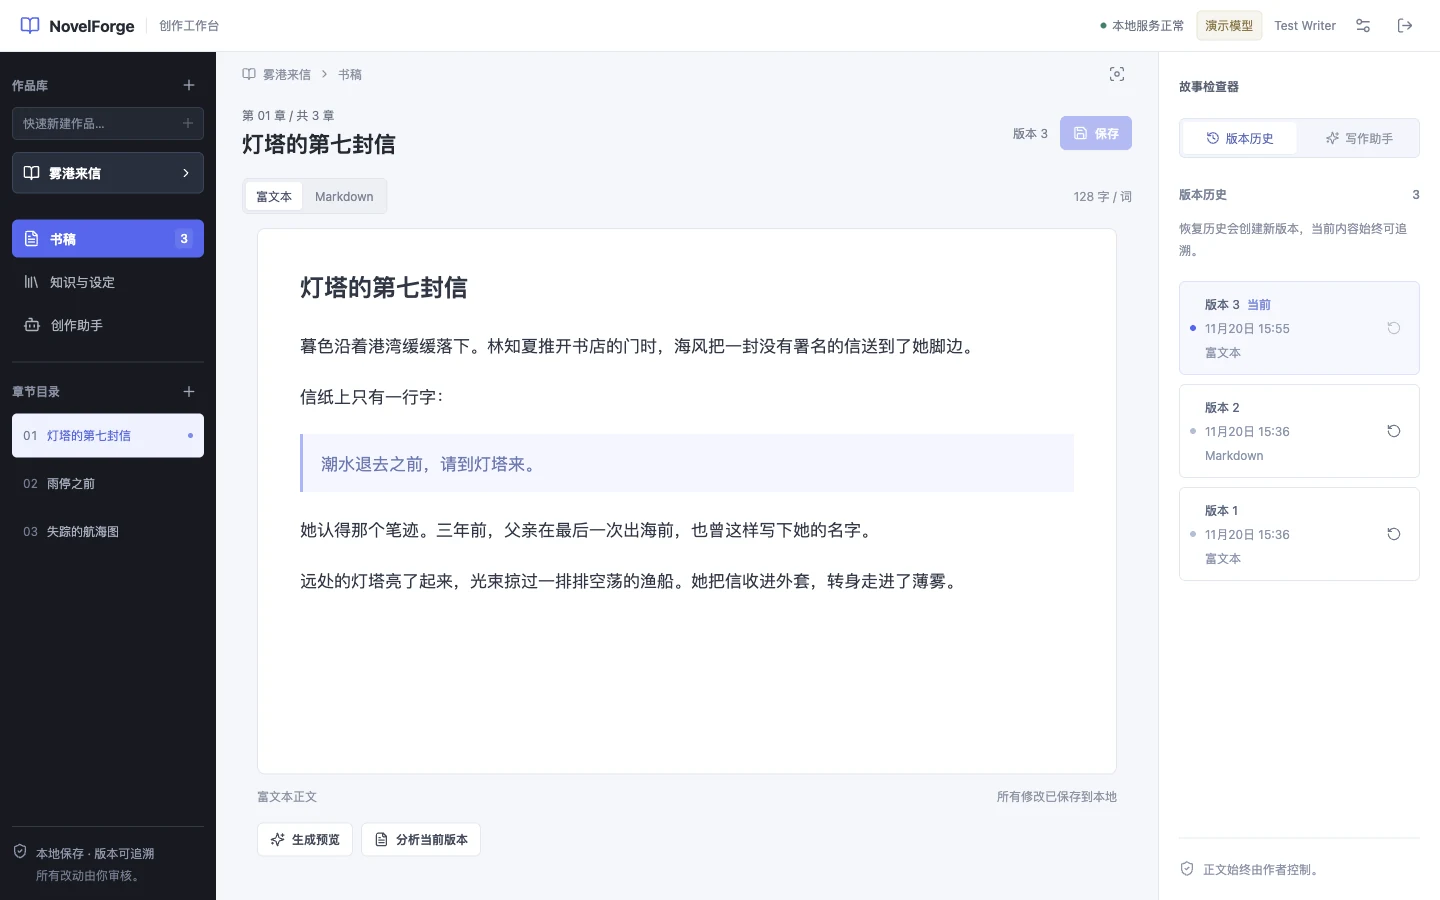 NovelForge
创作工作台
本地服务正常
演示模型
Test Writer
作品库
快速新建作品...
雾港来信
书稿
3
知识与设定
创作助手
章节目录
01 灯塔的第七封信
02 雨停之前
03 失踪的航海图
本地保存 · 版本可追溯
所有改动由你审核。
雾港来信 > 书稿
第 01 章 / 共 3 章
灯塔的第七封信
版本 3
保存
富文本
Markdown
128 字 / 词
灯塔的第七封信
暮色沿着港湾缓缓落下。林知夏推开书店的门时，海风把一封没有署名的信送到了她脚边。
信纸上只有一行字：
潮水退去之前，请到灯塔来。
她认得那个笔迹。三年前，父亲在最后一次出海前，也曾这样写下她的名字。
远处的灯塔亮了起来，光束掠过一排排空荡的渔船。她把信收进外套，转身走进了薄雾。
富文本正文
所有修改已保存到本地
生成预览
分析当前版本
故事检查器
版本历史
写作助手
版本历史
3
恢复历史会创建新版本，当前内容始终可追
溯。
版本 3 当前
11月20日 15:55
富文本
版本 2
11月20日 15:36
Markdown
版本 1
11月20日 15:36
富文本
正文始终由作者控制。